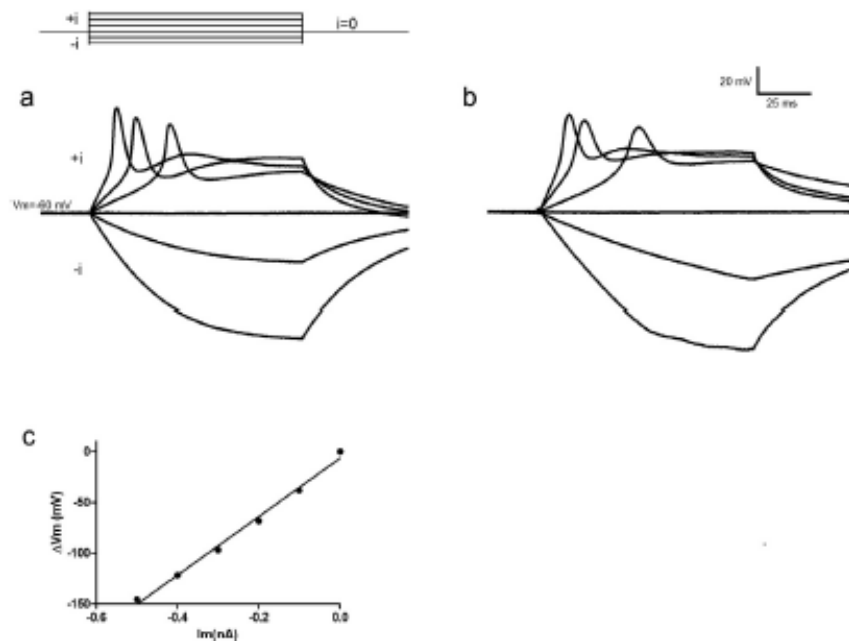 +i
i=0
-i
a
b
20 mV
25 ms
+i
Vm=-60 mV
-i
c
0
-50
-100
-150
ΔVm (mV)
-0.6
-0.4
-0.2
0.0
Im(nA)